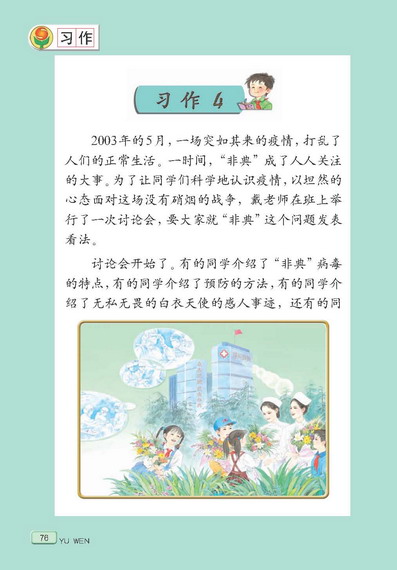 习作
习作4
2003年的5月，一场突如其来的疫情，打乱了
人们的正常生活。一时间，“非典”成了人人关注
的大事。为了让同学们科学地认识疫情，以坦然的
心态面对这场没有硝烟的战争，戴老师在班上举
行了一次讨论会，要大家就“非典”这个问题发表
看法。
讨论会开始了。有的同学介绍了“非典”病毒
的特点，有的同学介绍了预防的方法，有的同学介
绍了无私无畏的白衣天使的感人事迹，还有的同
76 YU WEN